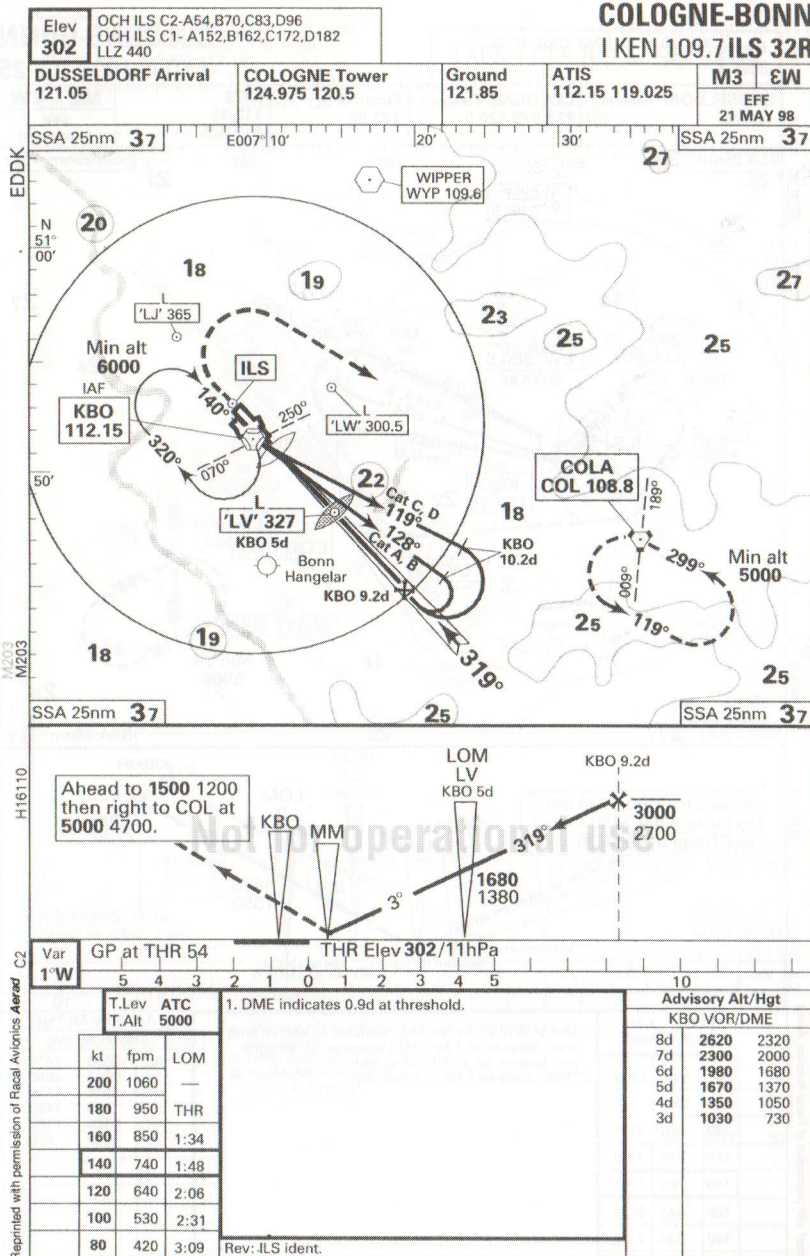 Elev
302
OCH ILS C2-A54,B70,C83,D96
OCH ILS C1- A152,B162,C172,D182
LLZ 440
COLOGNE-BONN
I KEN 109.7 ILS 32R
DUSSELDORF Arrival
121.05
COLOGNE Tower
124.975 120.5
Ground
121.85
ATIS
112.15 119.025
M3
EFF
21 MAY 98
EDDK
SSA 25nm 37
E007° 10'
20'
30'
SSA 25nm 37
27
WIPPER
WYP 109.6
20
N
51°
00'
18
19
27
L
'LJ' 365
23
25
25
Min alt
6000
IAF
KBO
112.15
ILS
140°
320°
250°
070°
L
'LW' 300.5
50'
22
L
'LV' 327
KBO 5d
Cat C, D
119°
128°
Cat A, B
18
COLA
COL 108.8
189°
009°
KBO
10.2d
Bonn
Hangelar
KBO 9.2d
299°
Min alt
5000
119°
25
319°
18
19
25
25
M203
M203
SSA 25nm 37
SSA 25nm 37
H16110
Ahead to 1500 1200
then right to COL at
5000 4700.
KBO
MM
LOM
LV
KBO 5d
KBO 9.2d
3000
2700
319°
3°
1680
1380
Not for operational use
C2
Var
1°W
GP at THR 54
THR Elev 302/11hPa
5 4 3 2 1 0 1 2 3 4 5 10
T.Lev ATC
T.Alt 5000
kt fpm LOM
200 1060 —
180 950 THR
160 850 1:34
140 740 1:48
120 640 2:06
100 530 2:31
80 420 3:09
1. DME indicates 0.9d at threshold.
Rev: ILS ident.
Advisory Alt/Hgt
KBO VOR/DME
8d 2620 2320
7d 2300 2000
6d 1980 1680
5d 1670 1370
4d 1350 1050
3d 1030 730
Reprinted with permission of Racal Avionics Aerad